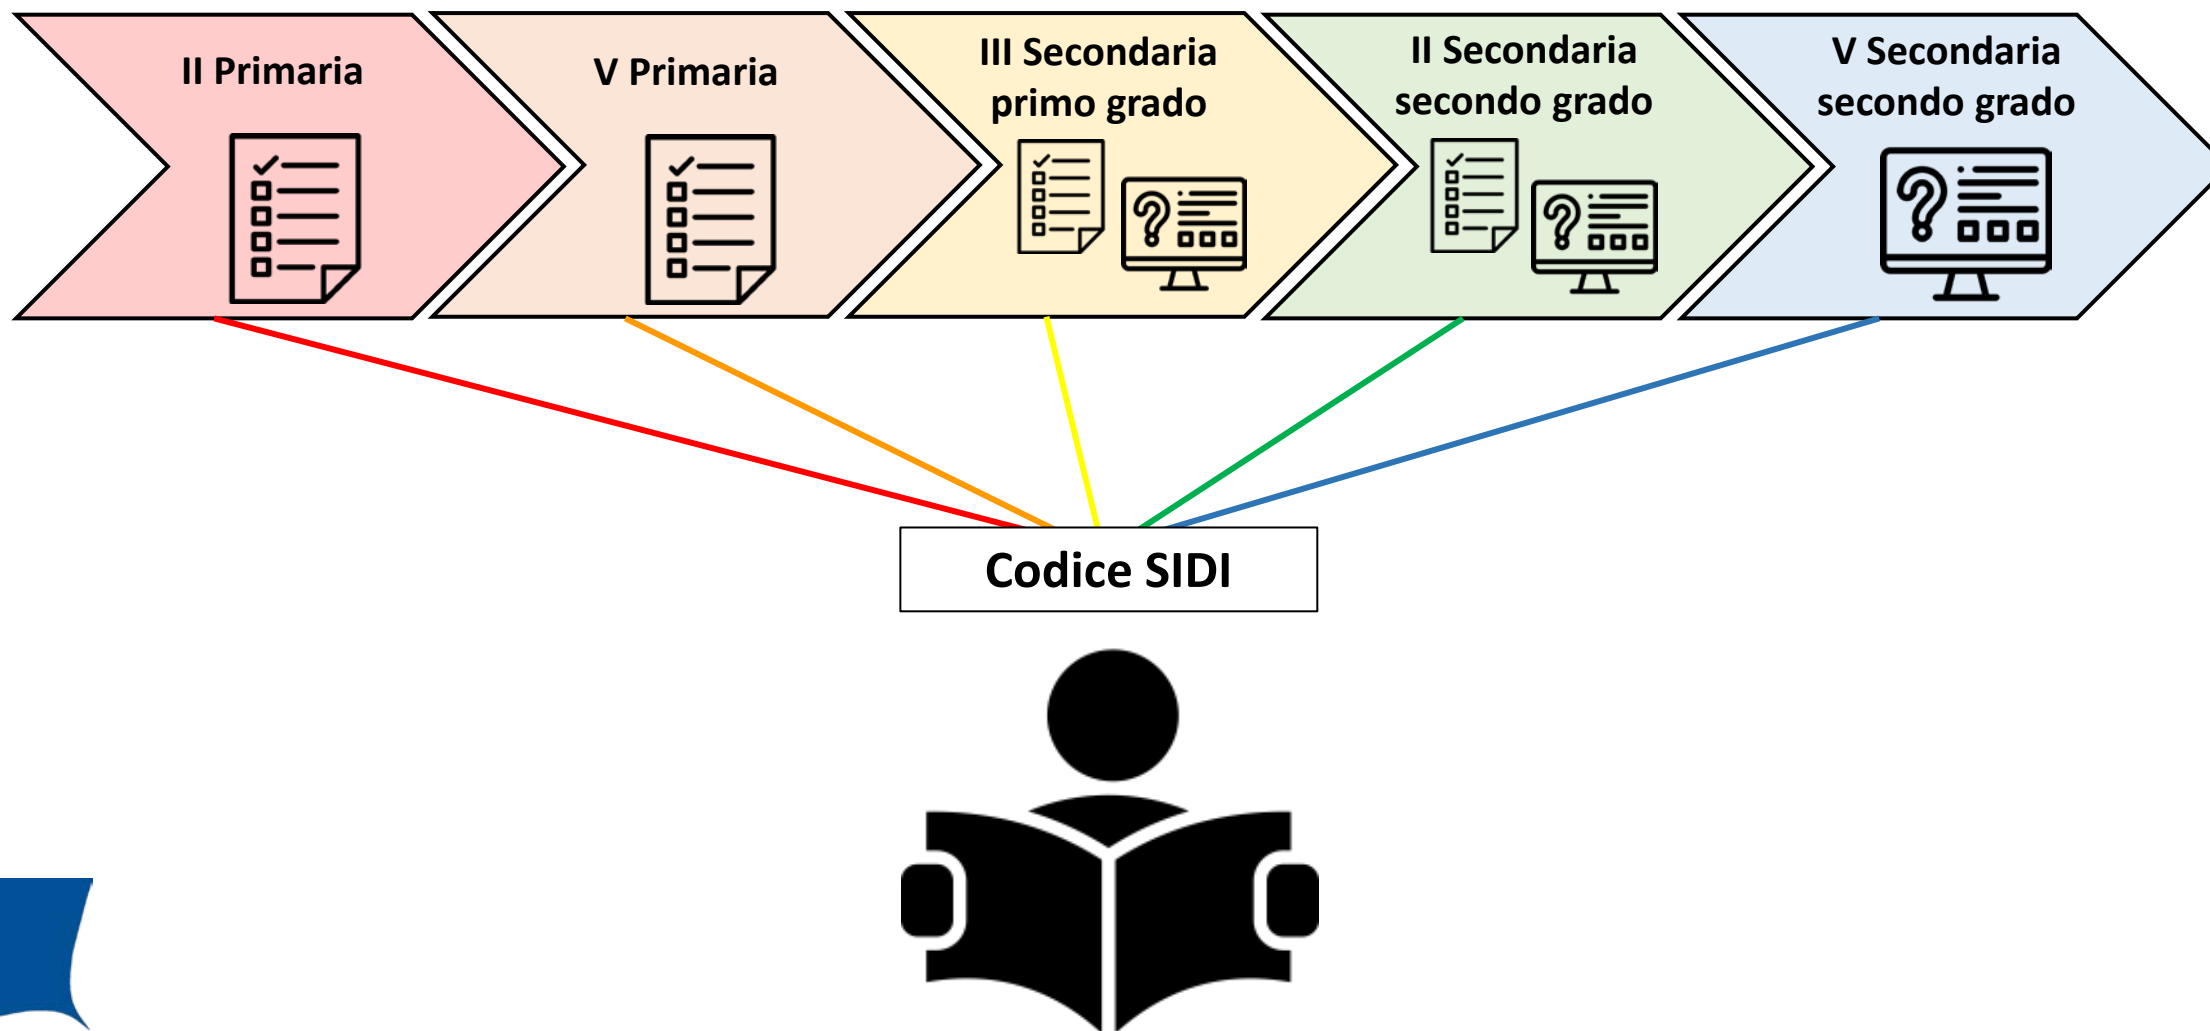 II Primaria
V Primaria
III Secondaria
primo grado
II Secondaria
secondo grado
V Secondaria
secondo grado
Codice SIDI